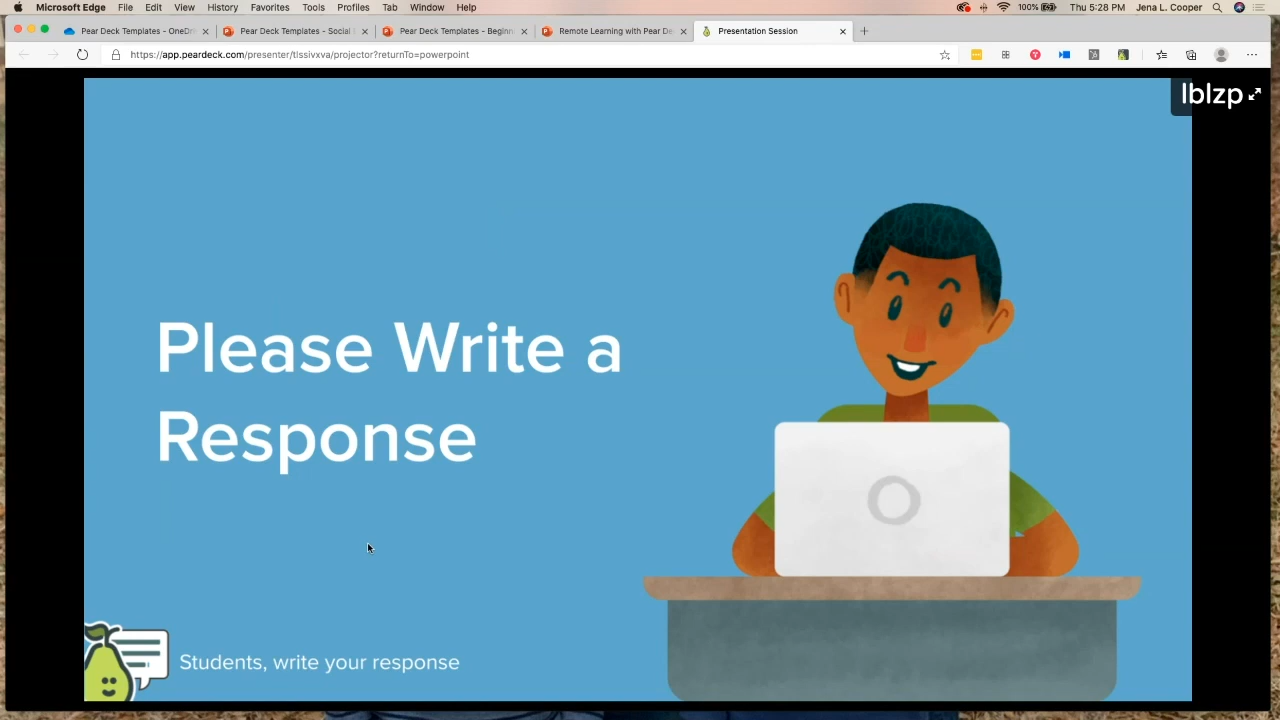 Microsoft Edge File Edit View History Favorites Tools Profiles Tab Window Help 100% Thu 5:28 PM Jena L. Cooper
Pear Deck Templates - OneDri Pear Deck Templates - Social Pear Deck Templates - Beginni Remote Learning with Pear De Presentation Session
https://app.peardeck.com/presenter/tlssivxva/projector?returnTo=powerpoint
lblzp
Please Write a
Response
Students, write your response